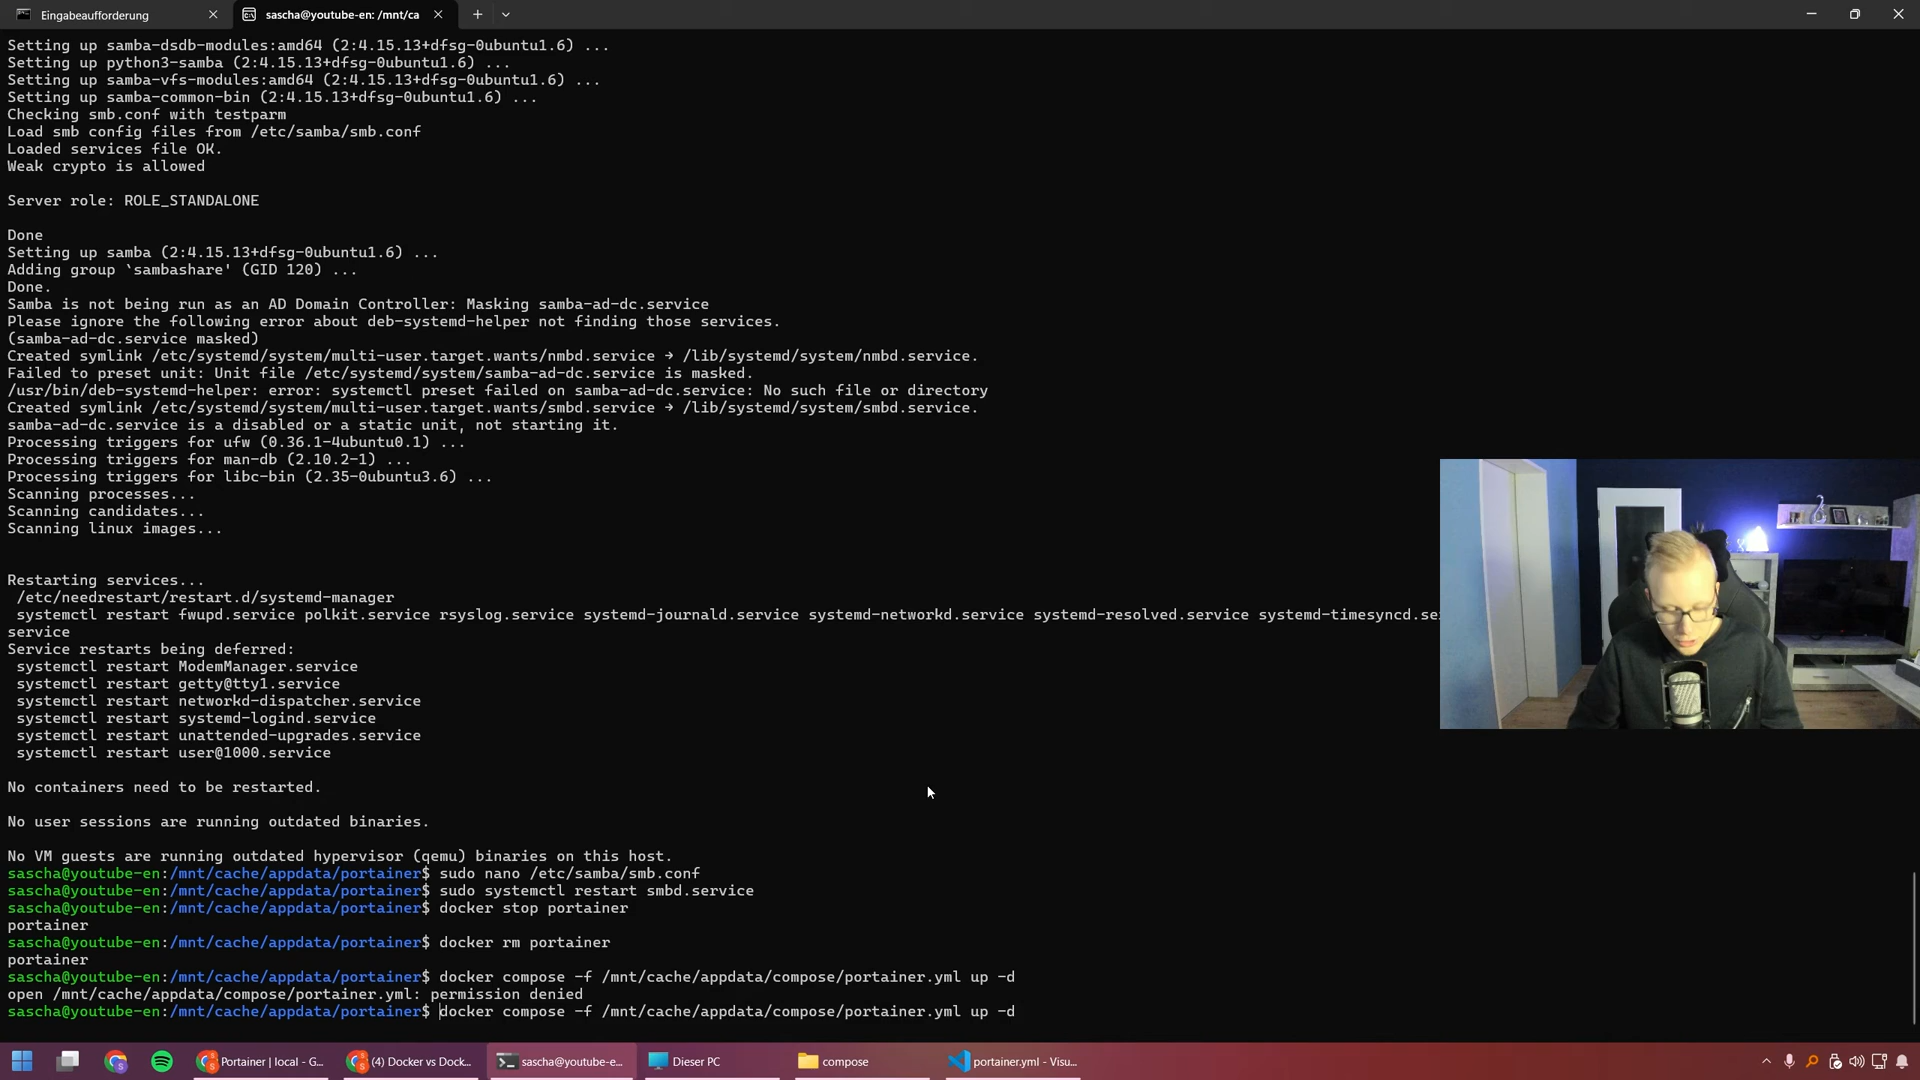 Eingabeaufforderung
sascha@youtube-en: /mnt/ca
Setting up samba-dsdb-modules:amd64 (2:4.15.13+dfsg-0ubuntu1.6) ...
Setting up python3-samba (2:4.15.13+dfsg-0ubuntu1.6) ...
Setting up samba-vfs-modules:amd64 (2:4.15.13+dfsg-0ubuntu1.6) ...
Setting up samba-common-bin (2:4.15.13+dfsg-0ubuntu1.6) ...
Checking smb.conf with testparm
Load smb config files from /etc/samba/smb.conf
Loaded services file OK.
Weak crypto is allowed
Server role: ROLE_STANDALONE
Done
Setting up samba (2:4.15.13+dfsg-0ubuntu1.6) ...
Adding group `sambashare' (GID 120) ...
Done.
Samba is not being run as an AD Domain Controller: Masking samba-ad-dc.service
Please ignore the following error about deb-systemd-helper not finding those services.
(samba-ad-dc.service masked)
Created symlink /etc/systemd/system/multi-user.target.wants/nmbd.service → /lib/systemd/system/nmbd.service.
Failed to preset unit: Unit file /etc/systemd/system/samba-ad-dc.service is masked.
/usr/bin/deb-systemd-helper: error: systemctl preset failed on samba-ad-dc.service: No such file or directory
Created symlink /etc/systemd/system/multi-user.target.wants/smbd.service → /lib/systemd/system/smbd.service.
samba-ad-dc.service is a disabled or a static unit, not starting it.
Processing triggers for ufw (0.36.1-4ubuntu0.1) ...
Processing triggers for man-db (2.10.2-1) ...
Processing triggers for libc-bin (2.35-0ubuntu3.6) ...
Scanning processes...
Scanning candidates...
Scanning linux images...
Restarting services...
/etc/needrestart/restart.d/systemd-manager
systemctl restart fwupd.service polkit.service rsyslog.service systemd-journald.service systemd-networkd.service systemd-resolved.service systemd-timesyncd.se
service
Service restarts being deferred:
systemctl restart ModemManager.service
systemctl restart getty@tty1.service
systemctl restart networkd-dispatcher.service
systemctl restart systemd-logind.service
systemctl restart unattended-upgrades.service
systemctl restart user@1000.service
No containers need to be restarted.
No user sessions are running outdated binaries.
No VM guests are running outdated hypervisor (qemu) binaries on this host.
sascha@youtube-en:/mnt/cache/appdata/portainer$ sudo nano /etc/samba/smb.conf
sascha@youtube-en:/mnt/cache/appdata/portainer$ sudo systemctl restart smbd.service
sascha@youtube-en:/mnt/cache/appdata/portainer$ docker stop portainer
portainer
sascha@youtube-en:/mnt/cache/appdata/portainer$ docker rm portainer
portainer
sascha@youtube-en:/mnt/cache/appdata/portainer$ docker compose -f /mnt/cache/appdata/compose/portainer.yml up -d
open /mnt/cache/appdata/compose/portainer.yml: permission denied
sascha@youtube-en:/mnt/cache/appdata/portainer$ docker compose -f /mnt/cache/appdata/compose/portainer.yml up -d
Portainer | local - G...
(4) Docker vs Dock...
sascha@youtube-e...
Dieser PC
compose
portainer.yml - Visu...